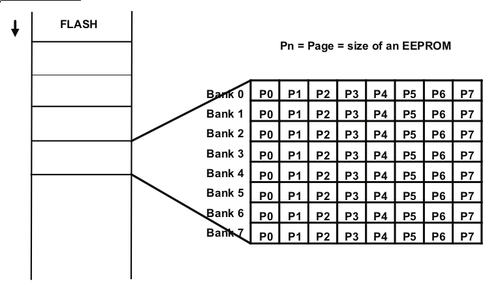 FLASH
Pn = Page = size of an EEPROM
Bank 0 P0 P1 P2 P3 P4 P5 P6 P7
Bank 1 P0 P1 P2 P3 P4 P5 P6 P7
Bank 2 P0 P1 P2 P3 P4 P5 P6 P7
Bank 3 P0 P1 P2 P3 P4 P5 P6 P7
Bank 4 P0 P1 P2 P3 P4 P5 P6 P7
Bank 5 P0 P1 P2 P3 P4 P5 P6 P7
Bank 6 P0 P1 P2 P3 P4 P5 P6 P7
Bank 7 P0 P1 P2 P3 P4 P5 P6 P7